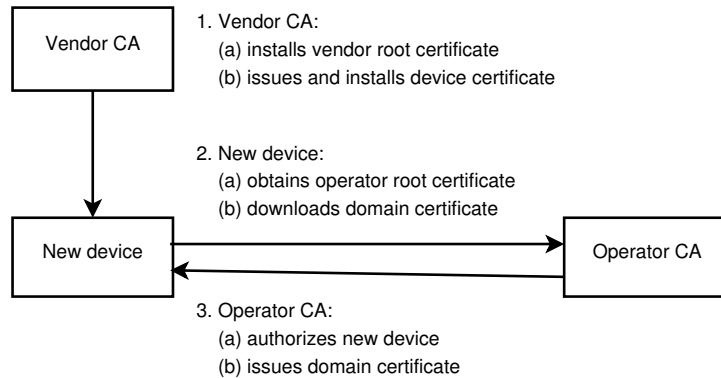 Vendor CA
1. Vendor CA:
(a) installs vendor root certificate
(b) issues and installs device certificate
2. New device:
(a) obtains operator root certificate
(b) downloads domain certificate
New device
Operator CA
3. Operator CA:
(a) authorizes new device
(b) issues domain certificate